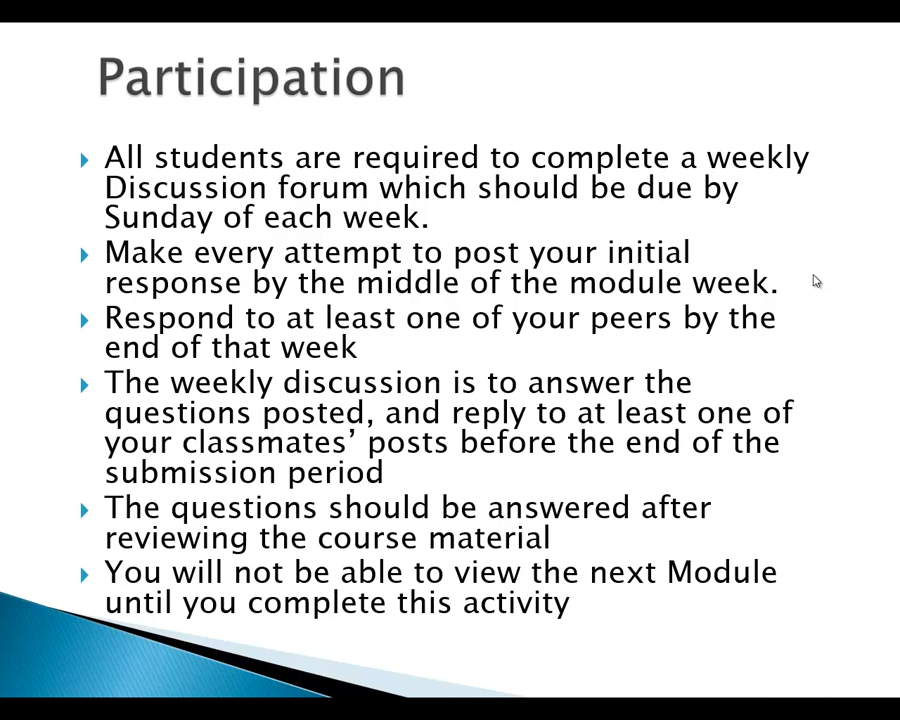 Participation
All students are required to complete a weekly
Discussion forum which should be due by
Sunday of each week.
Make every attempt to post your initial
response by the middle of the module week.
Respond to at least one of your peers by the
end of that week
The weekly discussion is to answer the
questions posted, and reply to at least one of
your classmates’ posts before the end of the
submission period
The questions should be answered after
reviewing the course material
You will not be able to view the next Module
until you complete this activity